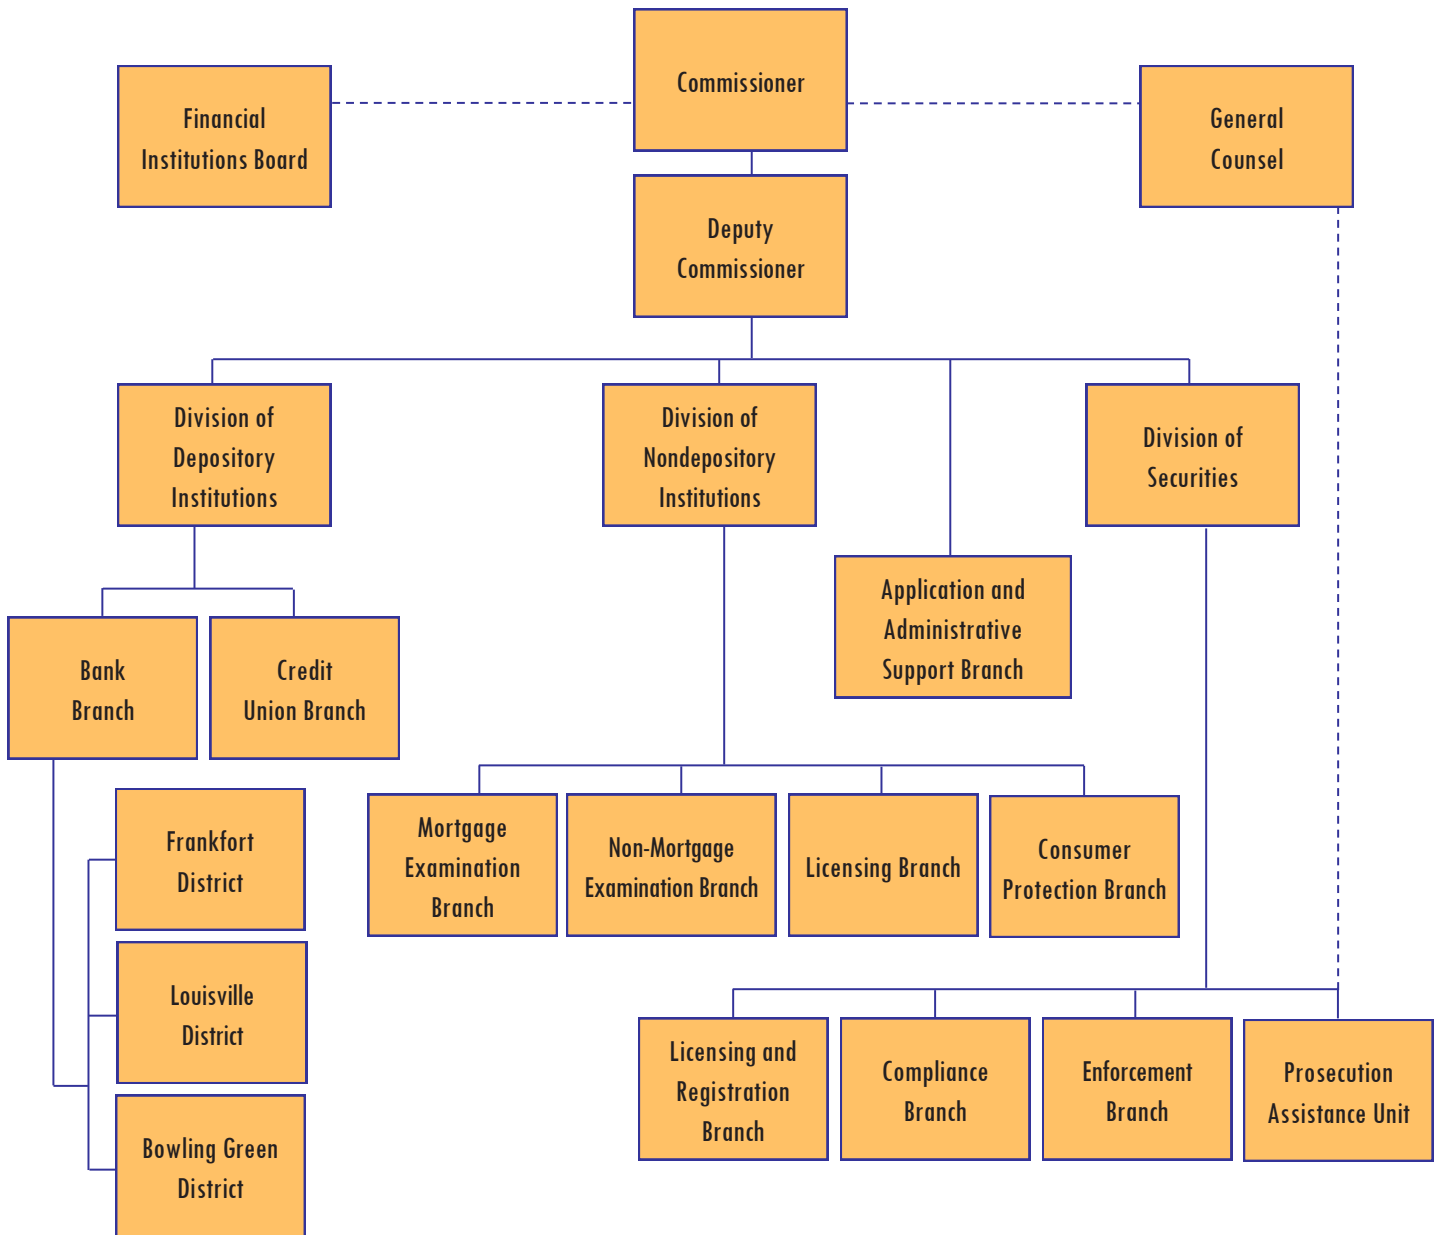 Commissioner
Financial
Institutions Board
General
Counsel
Deputy
Commissioner
Division of
Depository
Institutions
Division of
Nondepository
Institutions
Division of
Securities
Application and
Administrative
Support Branch
Bank
Branch
Credit
Union Branch
Mortgage
Examination
Branch
Non-Mortgage
Examination Branch
Licensing Branch
Consumer
Protection Branch
Frankfort
District
Louisville
District
Bowling Green
District
Licensing and
Registration
Branch
Compliance
Branch
Enforcement
Branch
Prosecution
Assistance Unit